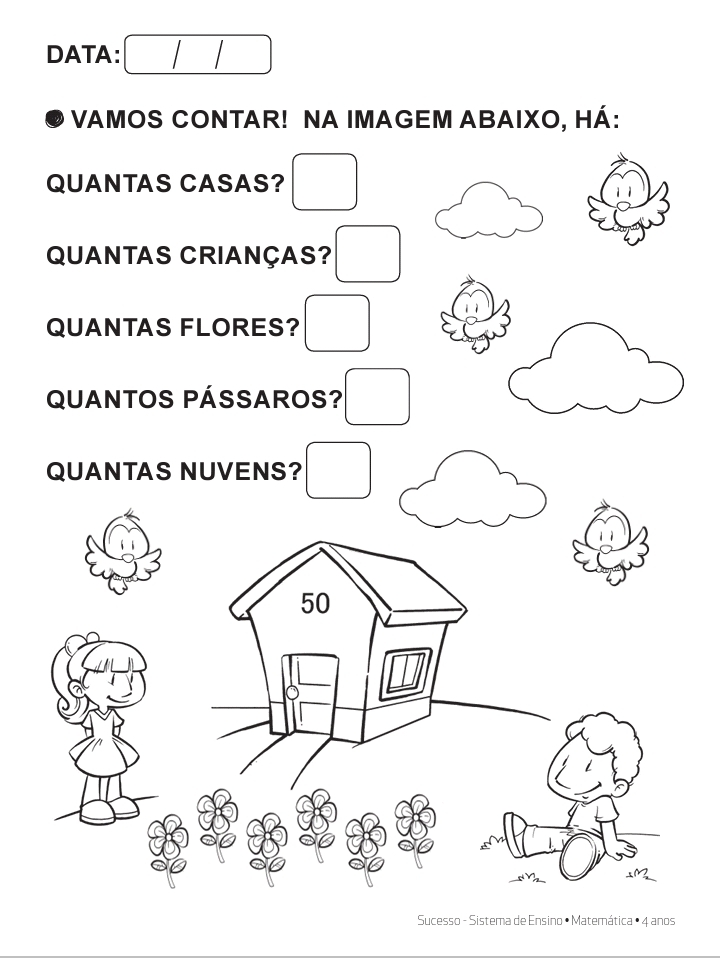 DATA: / /
VAMOS CONTAR! NA IMAGEM ABAIXO, HÁ:
QUANTAS CASAS?
QUANTAS CRIANÇAS?
QUANTAS FLORES?
QUANTOS PÁSSAROS?
QUANTAS NUVENS?
50
Sucesso - Sistema de Ensino • Matemática • 4 anos